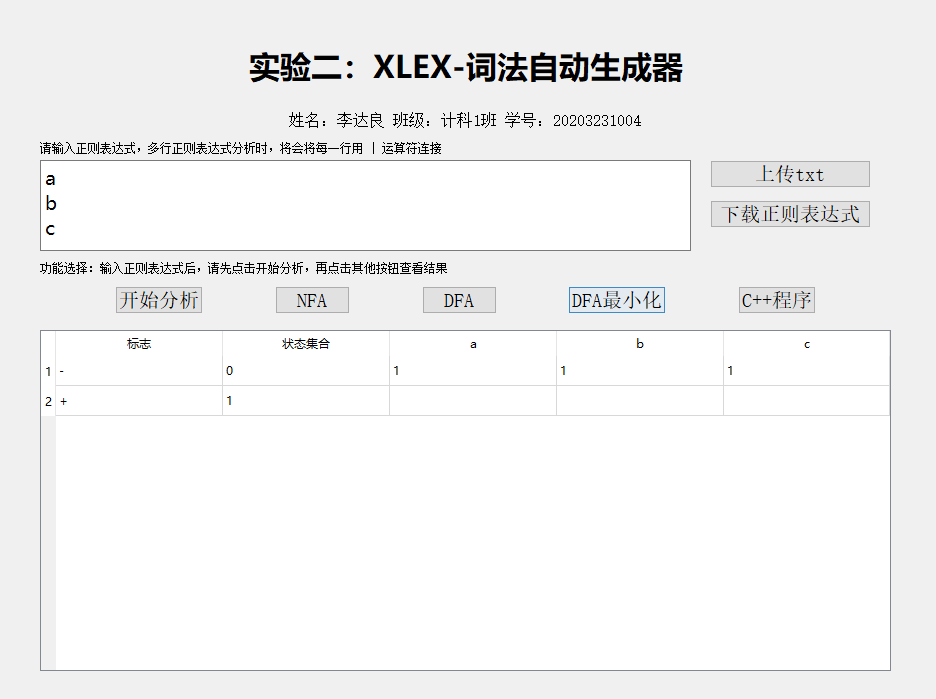 实验二：XLEX-词法自动生成器
姓名：李达良 班级：计科1班 学号：20203231004
请输入正则表达式，多行正则表达式分析时，将会将每一行用 | 运算符连接
a
b
c
上传txt
下载正则表达式
功能选择：输入正则表达式后，请先点击开始分析，再点击其他按钮查看结果
开始分析 NFA DFA DFA最小化 C++程序
标志 状态集合 a b c
1 - 0 1 1 1
2 + 1